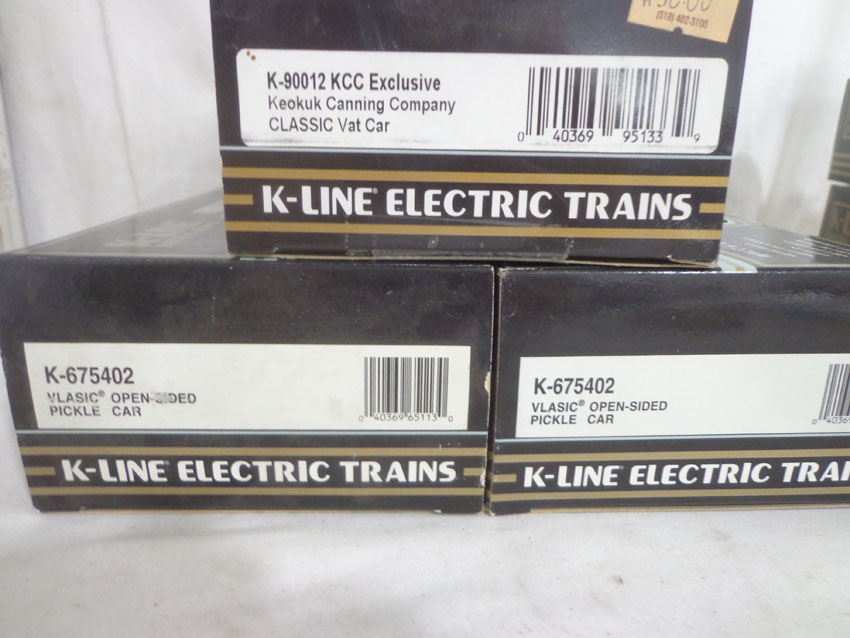 (518) 462-3100
K-90012 KCC Exclusive
Keokuk Canning Company
CLASSIC Vat Car
0 40369 95133 9
K-LINE® ELECTRIC TRAINS
K-675402
VLASIC® OPEN-SIDED
PICKLE CAR
0 40369 65113 0
K-LINE ELECTRIC TRAINS
K-675402
VLASIC® OPEN-SIDED
PICKLE CAR
0 4036
K-LINE ELECTRIC TRAI